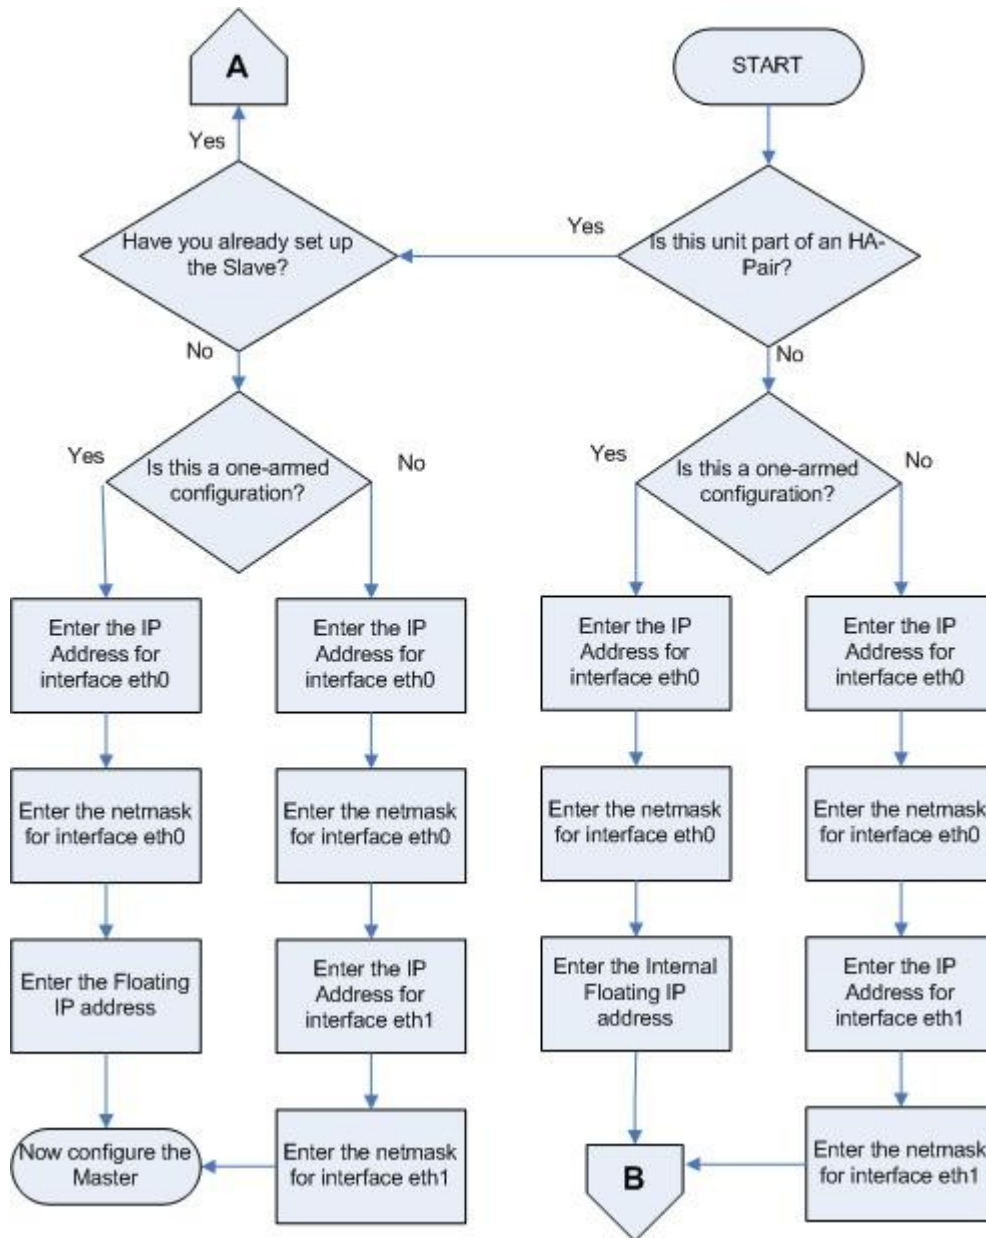 A
START
Yes
Have you already set up
the Slave?
Yes
Is this unit part of an HA-
Pair?
No
No
Yes
Is this a one-armed
configuration?
No
Yes
Is this a one-armed
configuration?
No
Enter the IP
Address for
interface eth0
Enter the IP
Address for
interface eth0
Enter the IP
Address for
interface eth0
Enter the IP
Address for
interface eth0
Enter the netmask
for interface eth0
Enter the netmask
for interface eth0
Enter the netmask
for interface eth0
Enter the netmask
for interface eth0
Enter the Floating
IP address
Enter the IP
Address for
interface eth1
Enter the Internal
Floating IP
address
Enter the IP
Address for
interface eth1
Now configure the
Master
Enter the netmask
for interface eth1
B
Enter the netmask
for interface eth1